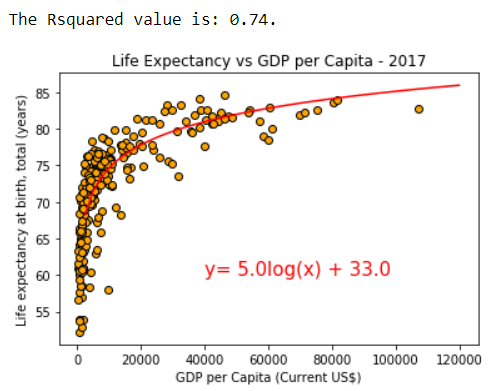 The Rsquared value is: 0.74.
Life Expectancy vs GDP per Capita - 2017
Life expectancy at birth, total (years)
85
80
75
70
65
60
55
y= 5.0log(x) + 33.0
0 20000 40000 60000 80000 100000 120000
GDP per Capita (Current US$)